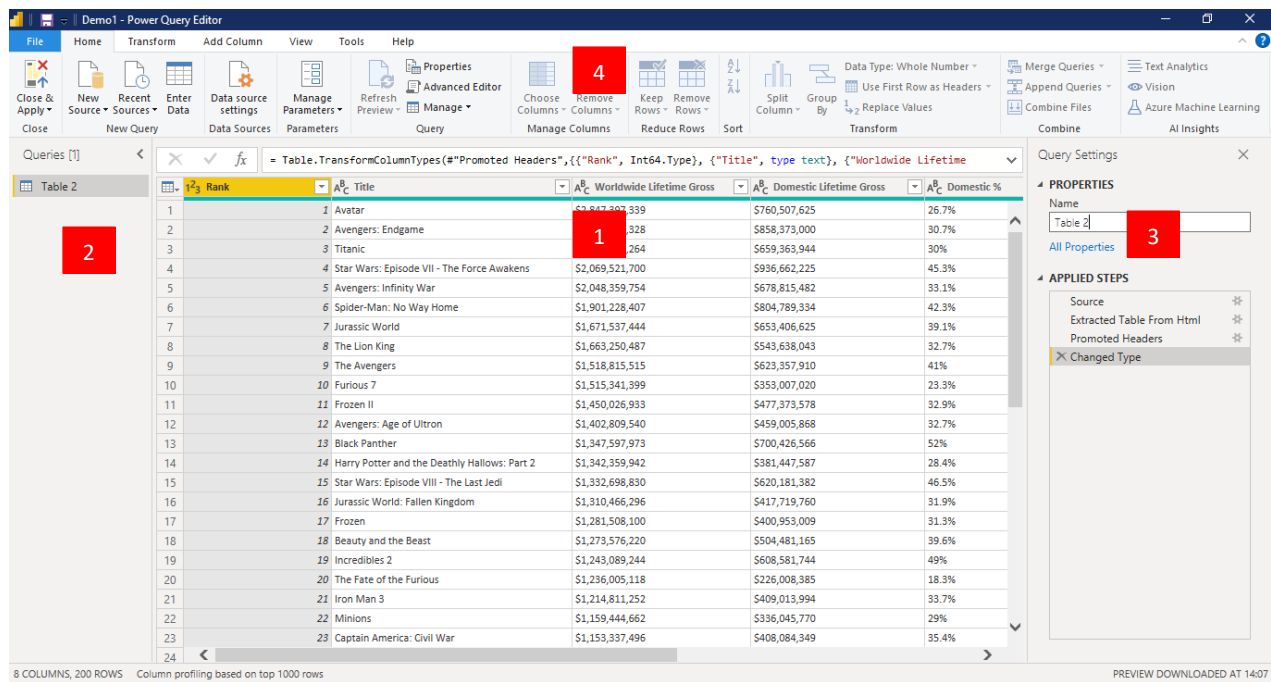 Demo1 - Power Query Editor
File Home Transform Add Column View Tools Help
Close & Apply
New Source
Recent Sources
Enter Data
Data source settings
Manage Parameters
Refresh Preview
Properties
Advanced Editor
Manage
Choose Columns
Remove Columns
Keep Rows
Remove Rows
Split Column
Group By
Data Type: Whole Number
Use First Row as Headers
Replace Values
Merge Queries
Append Queries
Combine Files
Text Analytics
Vision
Azure Machine Learning
4
Close New Query Data Sources Parameters Query Manage Columns Reduce Rows Sort Transform Combine AI Insights
Queries [1]
Table 2
2
fx = Table.TransformColumnTypes(#"Promoted Headers",{{"Rank", Int64.Type}, {"Title", type text}, {"Worldwide Lifetime
123 Rank ABC Title ABC Worldwide Lifetime Gross ABC Domestic Lifetime Gross ABC Domestic %
1 1 Avatar $2,847,397,339 $760,507,625 26.7%
2 2 Avengers: Endgame ,328 $858,373,000 30.7%
3 3 Titanic ,264 $659,363,944 30%
4 4 Star Wars: Episode VII - The Force Awakens $2,069,521,700 $936,662,225 45.3%
5 5 Avengers: Infinity War $2,048,359,754 $678,815,482 33.1%
6 6 Spider-Man: No Way Home $1,901,228,407 $804,789,334 42.3%
7 7 Jurassic World $1,671,537,444 $653,406,625 39.1%
8 8 The Lion King $1,663,250,487 $543,638,043 32.7%
9 9 The Avengers $1,518,815,515 $623,357,910 41%
10 10 Furious 7 $1,515,341,399 $353,007,020 23.3%
11 11 Frozen II $1,450,026,933 $477,373,578 32.9%
12 12 Avengers: Age of Ultron $1,402,809,540 $459,005,868 32.7%
13 13 Black Panther $1,347,597,973 $700,426,566 52%
14 14 Harry Potter and the Deathly Hallows: Part 2 $1,342,359,942 $381,447,587 28.4%
15 15 Star Wars: Episode VIII - The Last Jedi $1,332,698,830 $620,181,382 46.5%
16 16 Jurassic World: Fallen Kingdom $1,310,466,296 $417,719,760 31.9%
17 17 Frozen $1,281,508,100 $400,953,009 31.3%
18 18 Beauty and the Beast $1,273,576,220 $504,481,165 39.6%
19 19 Incredibles 2 $1,243,089,244 $608,581,744 49%
20 20 The Fate of the Furious $1,236,005,118 $226,008,385 18.3%
21 21 Iron Man 3 $1,214,811,252 $409,013,994 33.7%
22 22 Minions $1,159,444,662 $336,045,770 29%
23 23 Captain America: Civil War $1,153,337,496 $408,084,349 35.4%
24
1
Query Settings
PROPERTIES
Name
Table 2
All Properties
3
APPLIED STEPS
Source
Extracted Table From Html
Promoted Headers
Changed Type
8 COLUMNS, 200 ROWS Column profiling based on top 1000 rows
PREVIEW DOWNLOADED AT 14:07